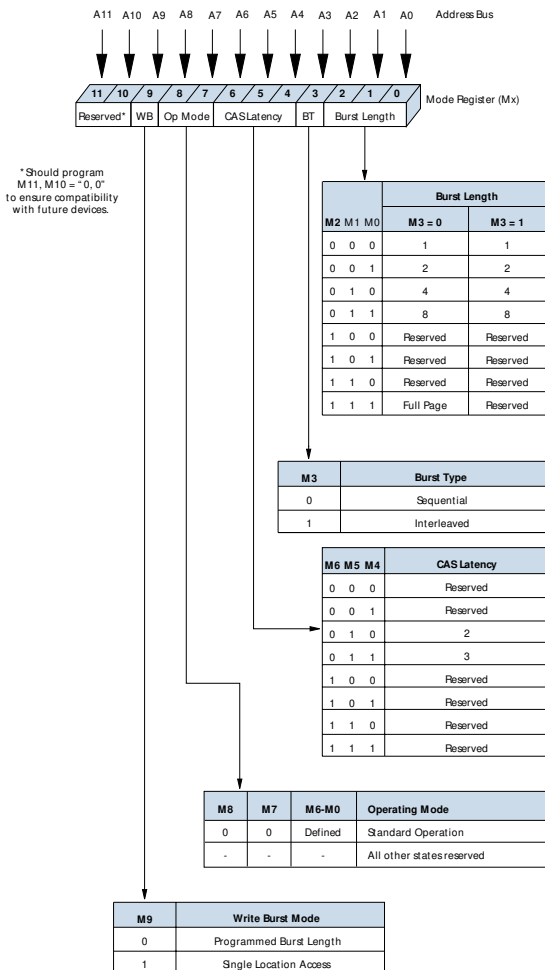 A11 A10 A9 A8 A7 A6 A5 A4 A3 A2 A1 A0 Address Bus
11 10 9 8 7 6 5 4 3 2 1 0
Mode Register (Mx)
Reserved* WB Op Mode CAS Latency BT Burst Length
*Should program
M11, M10 = "0, 0"
to ensure compatibility
with future devices.
Burst Length
M2 M1 M0 M3 = 0 M3 = 1
0 0 0 1 1
0 0 1 2 2
0 1 0 4 4
0 1 1 8 8
1 0 0 Reserved Reserved
1 0 1 Reserved Reserved
1 1 0 Reserved Reserved
1 1 1 Full Page Reserved
M3 Burst Type
0 Sequential
1 Interleaved
M6 M5 M4 CAS Latency
0 0 0 Reserved
0 0 1 Reserved
0 1 0 2
0 1 1 3
1 0 0 Reserved
1 0 1 Reserved
1 1 0 Reserved
1 1 1 Reserved
M8 M7 M6-M0 Operating Mode
0 0 Defined Standard Operation
- - - All other states reserved
M9 Write Burst Mode
0 Programmed Burst Length
1 Single Location Access